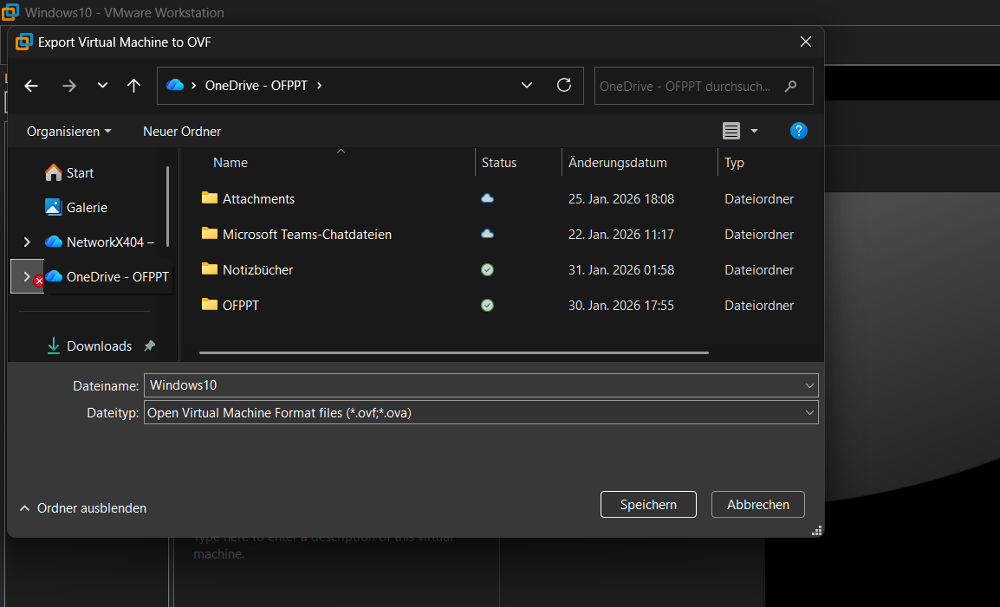 Windows10 - VMware Workstation
Export Virtual Machine to OVF
OneDrive - OFPPT
OneDrive - OFPPT durchsuch...
Organisieren
Neuer Ordner
Name
Status
Änderungsdatum
Typ
Start
Galerie
NetworkX404 –
OneDrive - OFPPT
Downloads
Attachments 25. Jan. 2026 18:08 Dateiordner
Microsoft Teams-Chatdateien 22. Jan. 2026 11:17 Dateiordner
Notizbücher 31. Jan. 2026 01:58 Dateiordner
OFPPT 30. Jan. 2026 17:55 Dateiordner
Dateiname: Windows10
Dateityp: Open Virtual Machine Format files (*.ovf;*.ova)
Ordner ausblenden
Speichern
Abbrechen
Type here to enter a description of this virtual
machine.